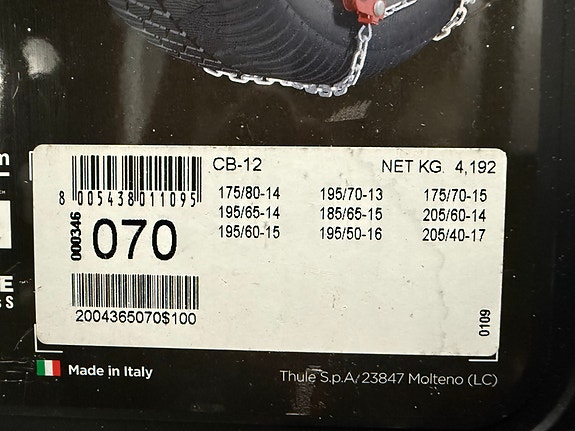 m
CB-12 NET KG 4,192
8 005438 011095
175/80-14 195/70-13 175/70-15
195/65-14 185/65-15 205/60-14
195/60-15 195/50-16 205/40-17
000346
070
2004365070$100
0109
E
S
Made in Italy
Thule S.p.A. 23847 Molteno (LC)